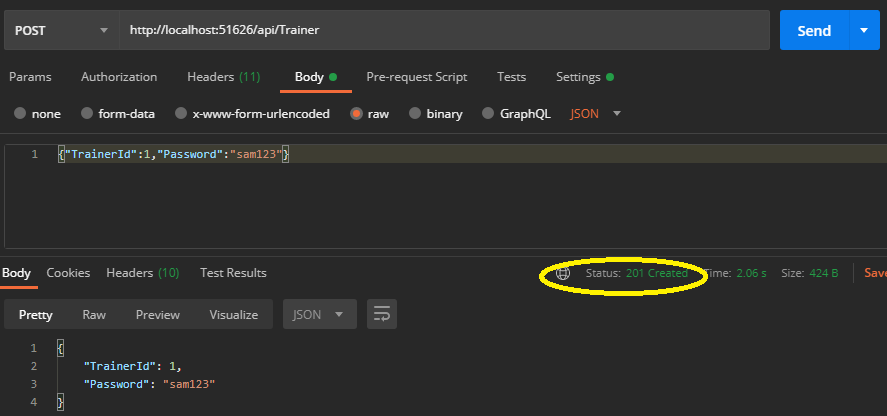 POST http://localhost:51626/api/Trainer Send
Params Authorization Headers (11) Body Pre-request Script Tests Settings
none form-data x-www-form-urlencoded raw binary GraphQL JSON
1 {"TrainerId":1,"Password":"sam123"}
Body Cookies Headers (10) Test Results Status: 201 Created Time: 2.06 s Size: 424 B Save
Pretty Raw Preview Visualize JSON
1 {
2 "TrainerId": 1,
3 "Password": "sam123"
4 }